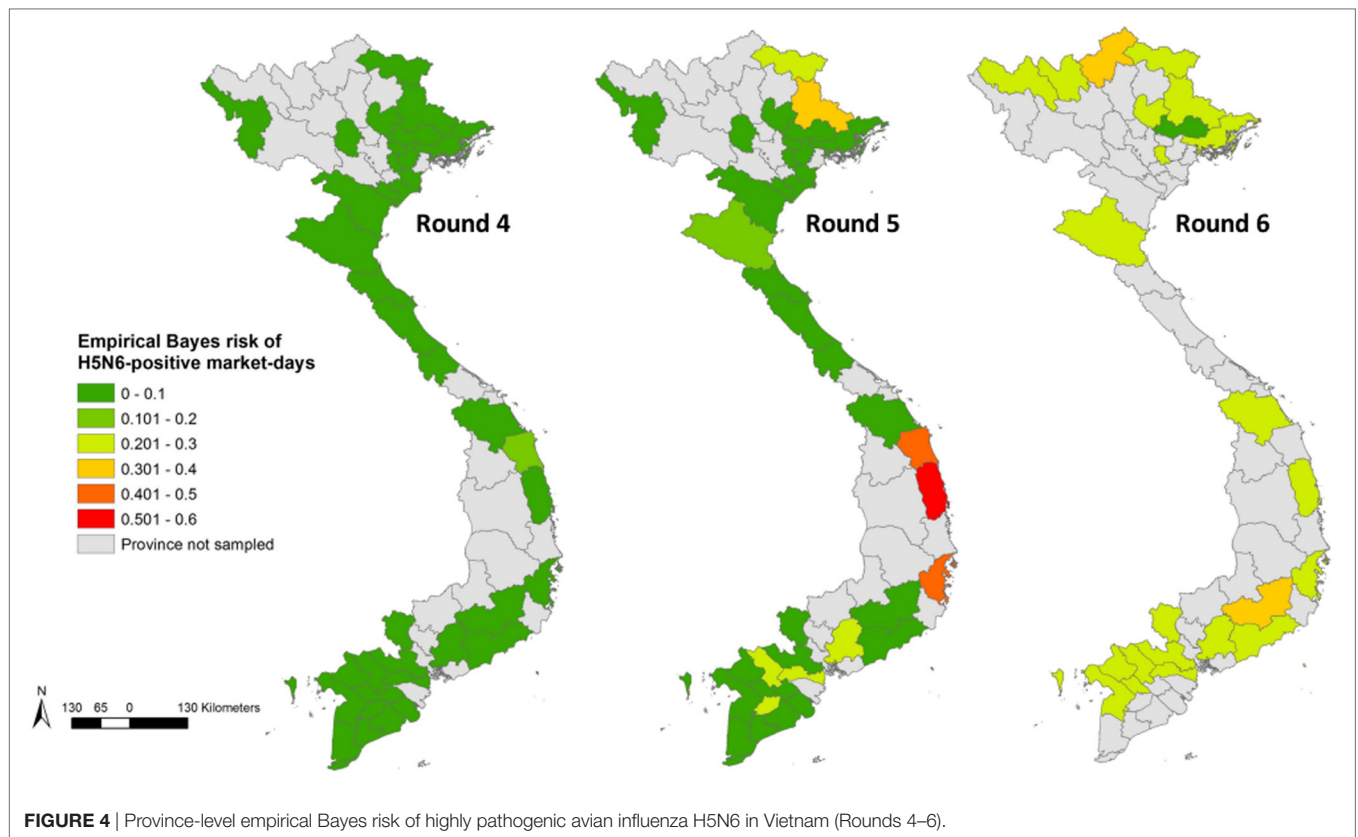 Round 4
Round 5
Round 6
Empirical Bayes risk of
H5N6-positive market-days
0 - 0.1
0.101 - 0.2
0.201 - 0.3
0.301 - 0.4
0.401 - 0.5
0.501 - 0.6
Province not sampled
N
130 65 0 130 Kilometers
FIGURE 4 | Province-level empirical Bayes risk of highly pathogenic avian influenza H5N6 in Vietnam (Rounds 4–6).